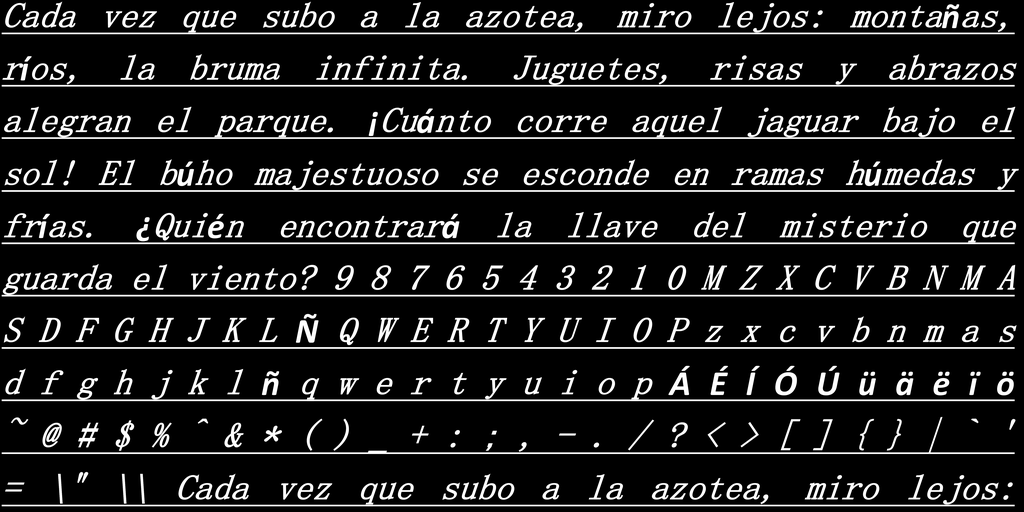 Cada vez que subo a la azotea, miro lejos: montañas,
ríos, la bruma infinita. Juguetes, risas y abrazos
alegran el parque. ¡Cuánto corre aquel jaguar bajo el
sol! El búho majestuoso se esconde en ramas húmedas y
frías. ¿Quién encontrará la llave del misterio que
guarda el viento? 9 8 7 6 5 4 3 2 1 0 M Z X C V B N M A
S D F G H J K L Ñ Q W E R T Y U I O P z x c v b n m a s
d f g h j k l ñ q w e r t y u i o p Á É Í Ó Ú ü ä ë ï ö
~ @ # $ % ^ & * ( ) _ + : ; , - . / ? < > [ ] { } | ` '
= \" \\ Cada vez que subo a la azotea, miro lejos: